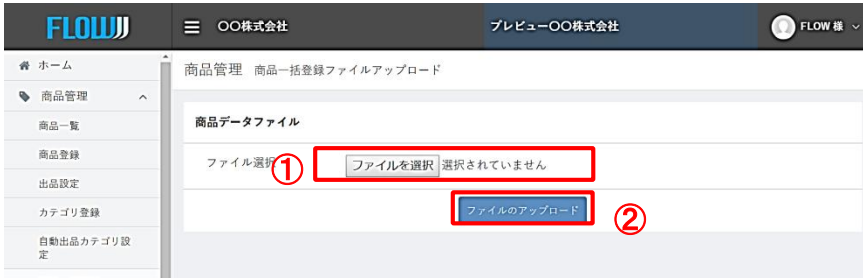 FLOWJJ
〇〇株式会社
プレビュー〇〇株式会社
FLOW 様
ホーム
商品管理
商品一覧
商品登録
出品設定
カテゴリ登録
自動出品カテゴリ設
定
商品管理 商品一括登録ファイルアップロード
商品データファイル
ファイル選択
①
ファイルを選択 選択されていません
ファイルのアップロード
②